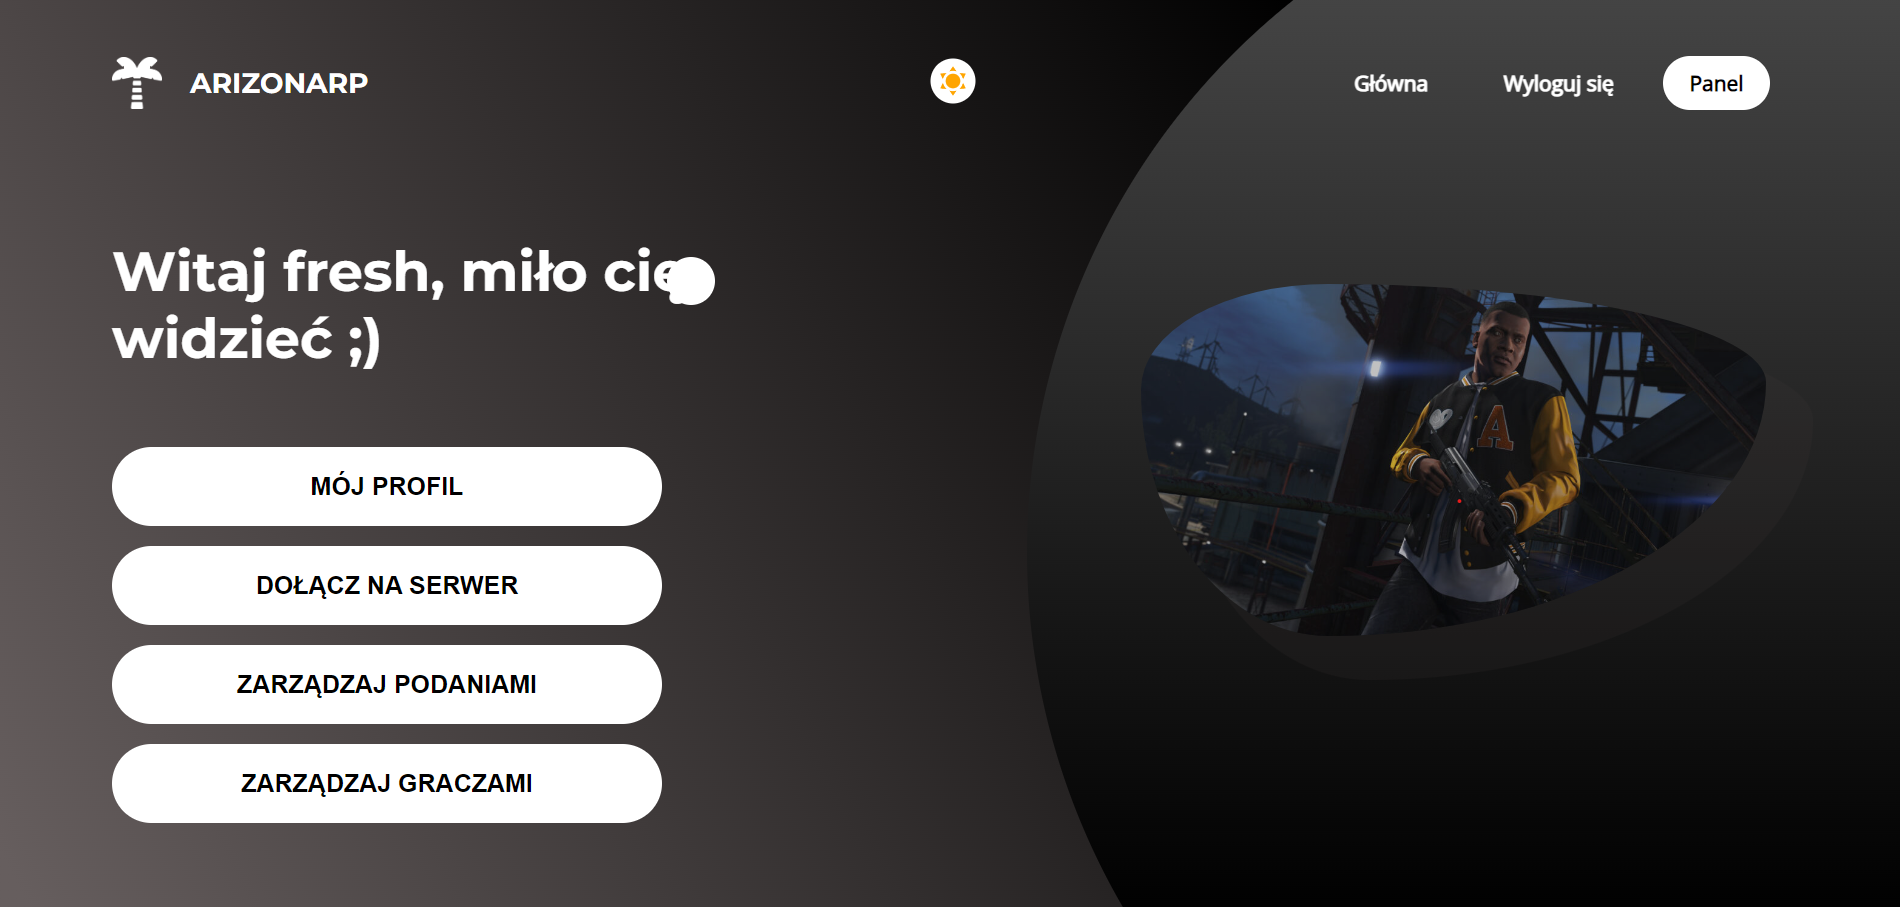 ARIZONARP
Główna
Wyloguj się
Panel
Witaj fresh, miło cię
widzieć ;)
MÓJ PROFIL
DOŁĄCZ NA SERWER
ZARZĄDZAJ PODANIAMI
ZARZĄDZAJ GRACZAMI
A